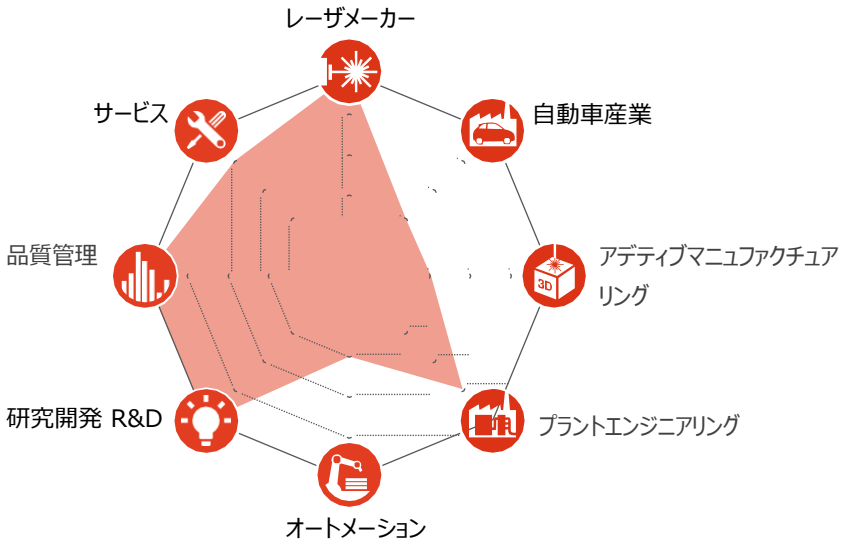 レーザメーカー
サービス
自動車産業
品質管理
アデティブマニュファクチュア
リング
3D
研究開発 R&D
プラントエンジニアリング
オートメーション